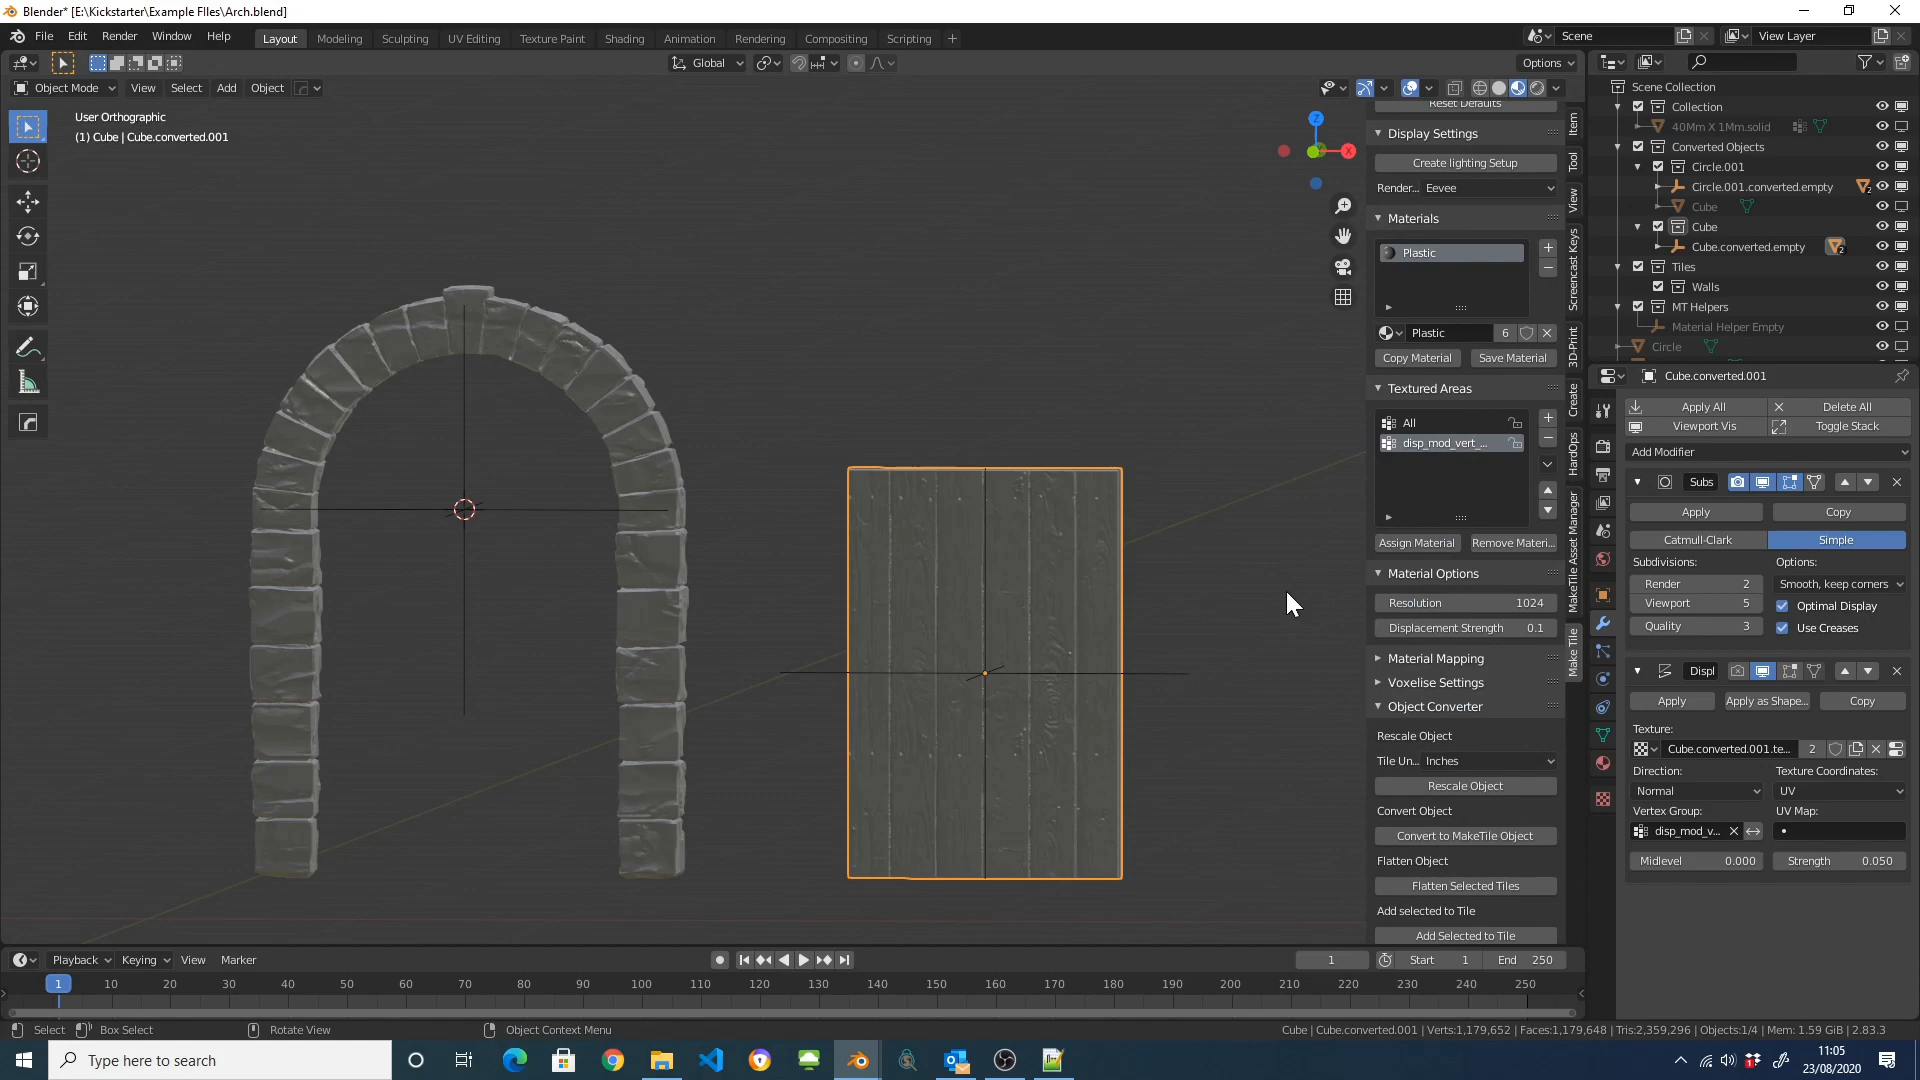 Blender* [E:\Kickstarter\Example FIles\Arch.blend]
File Edit Render Window Help
Layout Modeling Sculpting UV Editing Texture Paint Shading Animation Rendering Compositing Scripting +
Scene
View Layer
Global
Options
Object Mode View Select Add Object
User Orthographic
(1) Cube | Cube.converted.001
Z
X
Reset Defaults
Display Settings
Create lighting Setup
Render... Eevee
Materials
Plastic
Plastic 6
Copy Material Save Material
Textured Areas
All
disp_mod_vert_...
Assign Material Remove Materi...
Material Options
Resolution 1024
Displacement Strength 0.1
Material Mapping
Voxelise Settings
Object Converter
Rescale Object
Tile Un... Inches
Rescale Object
Convert Object
Convert to MakeTile Object
Flatten Object
Flatten Selected Tiles
Add selected to Tile
Add Selected to Tile
Item
Tool
View
Screencast Keys
3D-Print
Create
HardOps
MakeTile Asset Manager
Make Tile
Scene Collection
Collection
40Mm X 1Mm.solid
Converted Objects
Circle.001
Circle.001.converted.empty 2
Cube
Cube
Cube.converted.empty 2
Tiles
Walls
MT Helpers
Material Helper Empty
Circle
Cube.converted.001
Apply All Delete All
Viewport Vis Toggle Stack
Add Modifier
Subs
Apply Copy
Catmull-Clark Simple
Subdivisions: Options:
Render 2 Smooth, keep corners
Viewport 5 Optimal Display
Quality 3 Use Creases
Displ
Apply Apply as Shape... Copy
Texture:
Cube.converted.001.te... 2
Direction: Texture Coordinates:
Normal UV
Vertex Group: UV Map:
disp_mod_v...
Midlevel 0.000 Strength 0.050
Playback Keying View Marker
1 Start 1 End 250
1 10 20 30 40 50 60 70 80 90 100 110 120 130 140 150 160 170 180 190 200 210 220 230 240 250
Select Box Select Rotate View Object Context Menu
Cube | Cube.converted.001 | Verts:1,179,652 | Faces:1,179,648 | Tris:2,359,296 | Objects:1/4 | Mem: 1.59 GiB | 2.83.3
Type here to search
11:05
23/08/2020